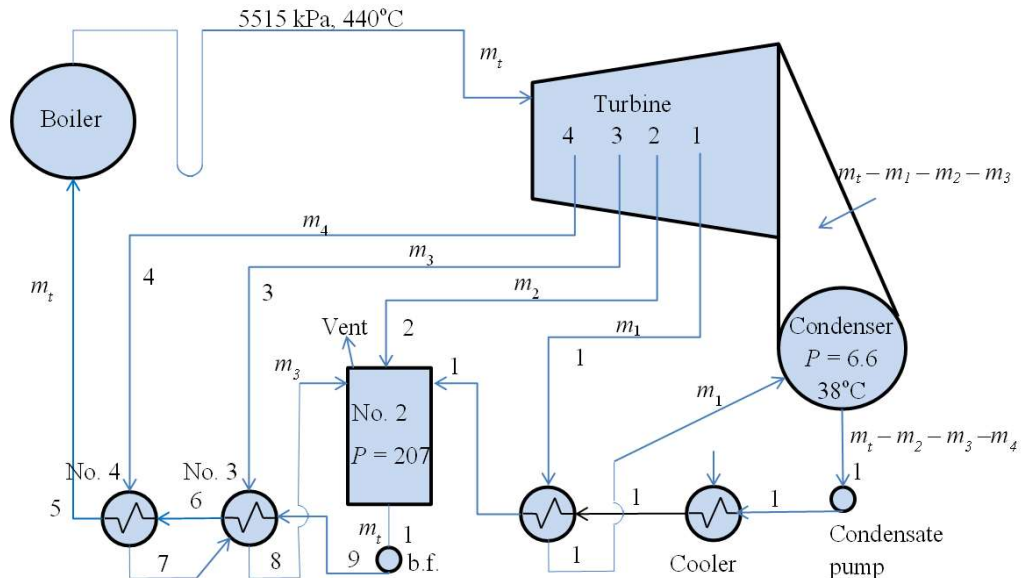 5515 kPa, 440°C
m_t
Boiler
Turbine
4 3 2 1
m_t – m_1 – m_2 – m_3
m_4
m_3
m_t
4
3
m_2
Vent
2
m_1
1
1
Condenser
P = 6.6
38°C
m_3
m_1
No. 2
P = 207
m_t – m_2 – m_3 – m_4
No. 4
No. 3
1
5
6
1
1
m_t
1
7
8
9
b.f.
1
Cooler
Condensate
pump